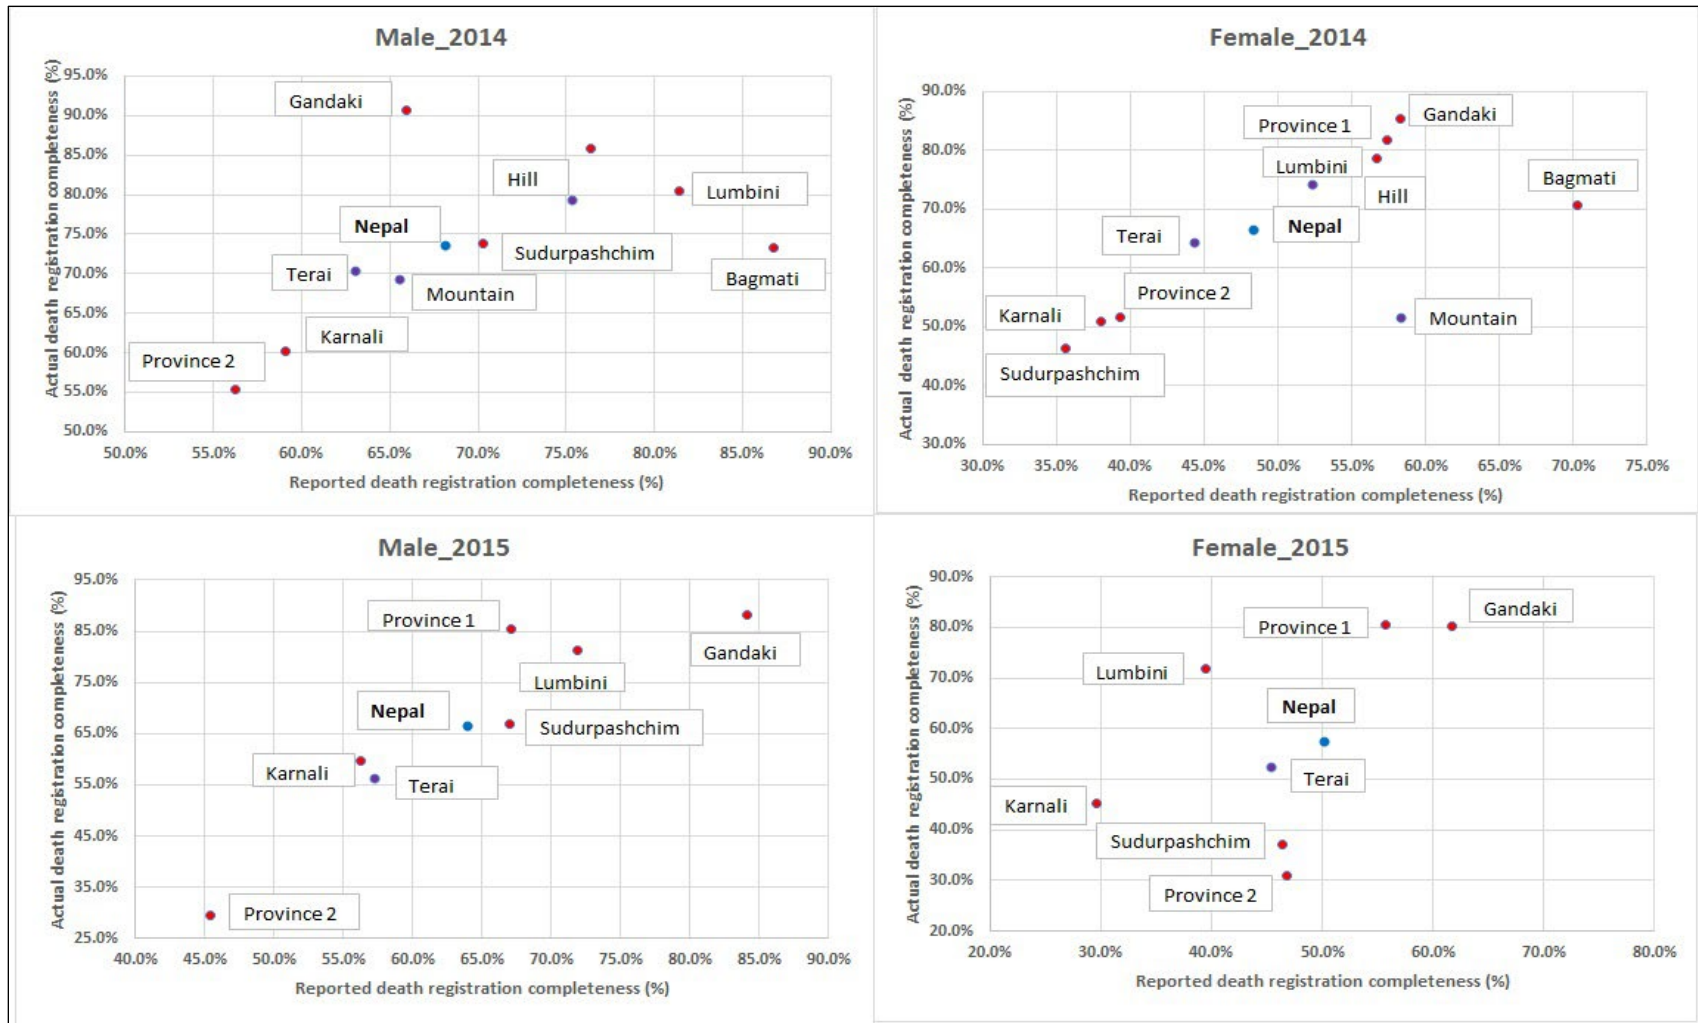 Male_2014
Actual death registration completeness (%)
95.0%
90.0%
85.0%
80.0%
75.0%
70.0%
65.0%
60.0%
55.0%
50.0%
Gandaki
Hill
Lumbini
Nepal
Sudurpashchim
Terai
Bagmati
Mountain
Karnali
Province 2
50.0% 55.0% 60.0% 65.0% 70.0% 75.0% 80.0% 85.0% 90.0%
Reported death registration completeness (%)
Female_2014
Actual death registration completeness (%)
90.0%
80.0%
70.0%
60.0%
50.0%
40.0%
30.0%
Gandaki
Province 1
Lumbini
Bagmati
Hill
Nepal
Terai
Province 2
Karnali
Mountain
Sudurpashchim
30.0% 35.0% 40.0% 45.0% 50.0% 55.0% 60.0% 65.0% 70.0% 75.0%
Reported death registration completeness (%)
Male_2015
Actual death registration completeness (%)
95.0%
85.0%
75.0%
65.0%
55.0%
45.0%
35.0%
25.0%
Province 1
Gandaki
Lumbini
Nepal
Sudurpashchim
Karnali
Terai
Province 2
40.0% 45.0% 50.0% 55.0% 60.0% 65.0% 70.0% 75.0% 80.0% 85.0% 90.0%
Reported death registration completeness (%)
Female_2015
Actual death registration completeness (%)
90.0%
80.0%
70.0%
60.0%
50.0%
40.0%
30.0%
20.0%
Gandaki
Province 1
Lumbini
Nepal
Terai
Karnali
Sudurpashchim
Province 2
20.0% 30.0% 40.0% 50.0% 60.0% 70.0% 80.0%
Reported death registration completeness (%)